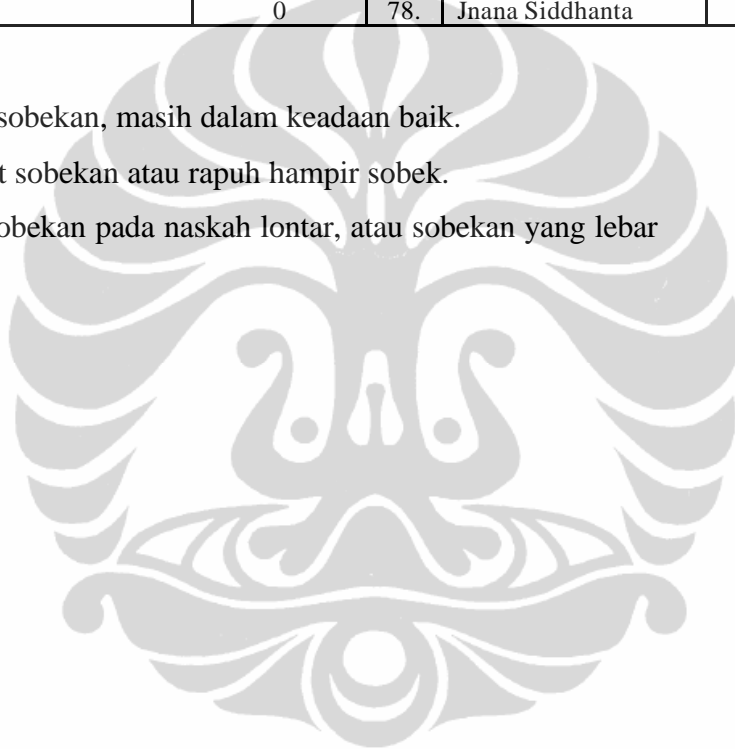 0 78. Jnana Siddhanta
sobekan, masih dalam keadaan baik.
t sobekan atau rapuh hampir sobek.
obekan pada naskah lontar, atau sobekan yang lebar